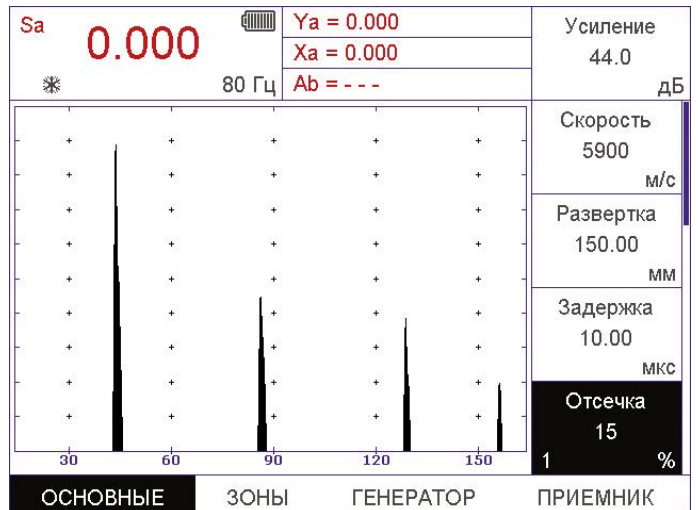 Sa
0.000
80 Гц
Ya = 0.000
Xa = 0.000
Ab = - - -
Усиление
44.0
дБ
Скорость
5900
м/с
Развертка
150.00
мм
Задержка
10.00
мкс
Отсечка
15
1 %
30 60 90 120 150
ОСНОВНЫЕ ЗОНЫ ГЕНЕРАТОР ПРИЕМНИК